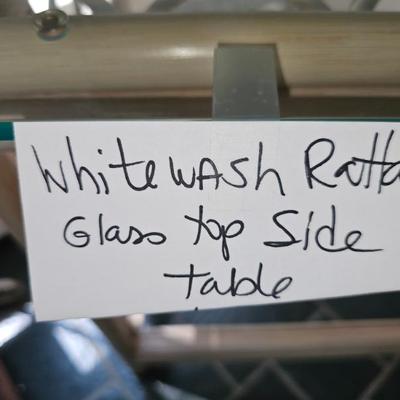 Whitewash Ratta
Glass top Side
table